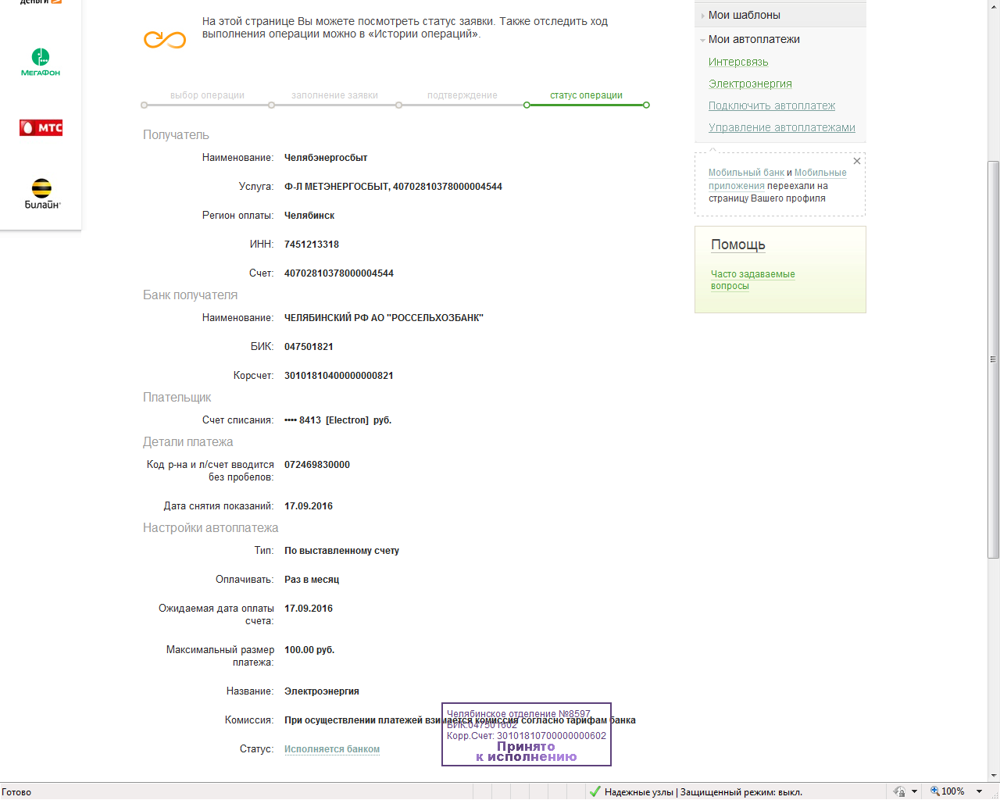 деньги
МегаФон
МТС
Билайн
На этой странице Вы можете посмотреть статус заявки. Также отследить ход
выполнения операции можно в «Истории операций».
выбор операции
заполнение заявки
подтверждение
статус операции
Получатель
Наименование: Челябэнергосбыт
Услуга: Ф-Л МЕТЭНЕРГОСБЫТ, 40702810378000004544
Регион оплаты: Челябинск
ИНН: 7451213318
Счет: 40702810378000004544
Банк получателя
Наименование: ЧЕЛЯБИНСКИЙ РФ АО "РОССЕЛЬХОЗБАНК"
БИК: 047501821
Корсчет: 30101810400000000821
Плательщик
Счет списания: •••• 8413 [Electron] руб.
Детали платежа
Код р-на и л/счет вводится
без пробелов: 072469830000
Дата снятия показаний: 17.09.2016
Настройки автоплатежа
Тип: По выставленному счету
Оплачивать: Раз в месяц
Ожидаемая дата оплаты
счета: 17.09.2016
Максимальный размер
платежа: 100.00 руб.
Название: Электроэнергия
Комиссия: При осуществлении платежей взимается комиссия согласно тарифам банка
Статус: Исполняется банком
Челябинское отделение №8597
БИК:047501602
Корр.Счет: 30101810700000000602
Принято
к исполнению
Мои шаблоны
Мои автоплатежи
Интерсвязь
Электроэнергия
Подключить автоплатеж
Управление автоплатежами
Мобильный банк и Мобильные
приложения переехали на
страницу Вашего профиля
Помощь
Часто задаваемые
вопросы
Готово
Надежные узлы | Защищенный режим: выкл.
100%